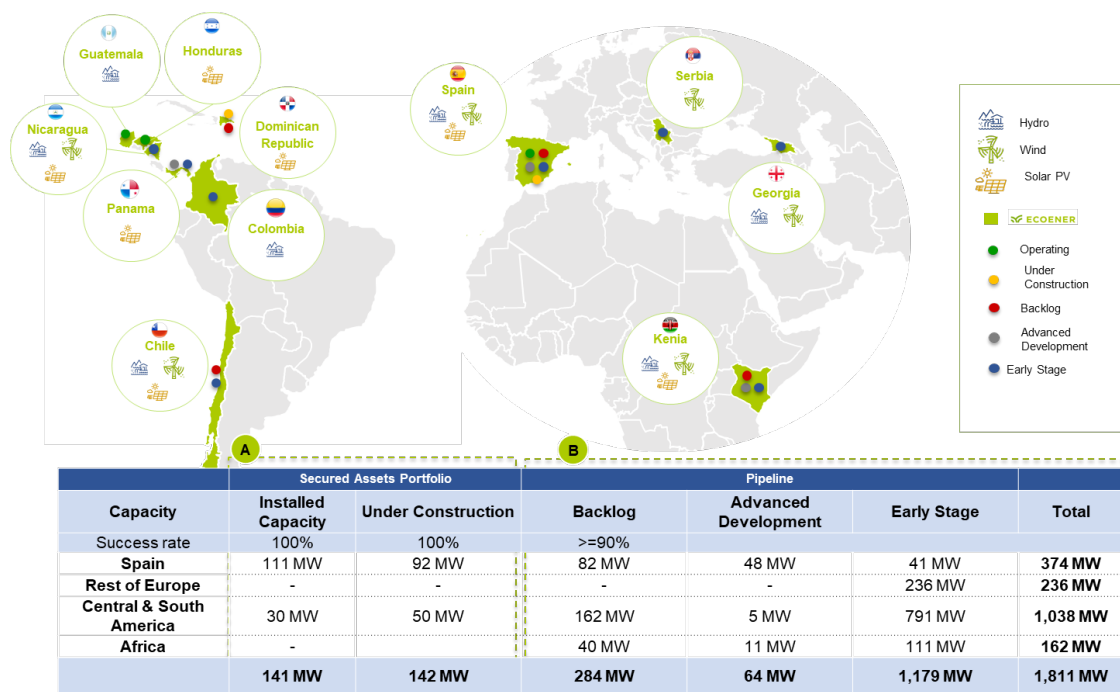 Guatemala
Honduras
Nicaragua
Dominican
Republic
Panama
Colombia
Chile
Spain
Serbia
Georgia
Kenia
Hydro
Wind
Solar PV
ECOENER
Operating
Under
Construction
Backlog
Advanced
Development
Early Stage
A
B
Secured Assets Portfolio Pipeline
Capacity Installed Capacity Under Construction Backlog Advanced Development Early Stage Total
Success rate 100% 100% >=90%
Spain 111 MW 92 MW 82 MW 48 MW 41 MW 374 MW
Rest of Europe - - - - 236 MW 236 MW
Central & South America 30 MW 50 MW 162 MW 5 MW 791 MW 1,038 MW
Africa - 40 MW 11 MW 111 MW 162 MW
141 MW 142 MW 284 MW 64 MW 1,179 MW 1,811 MW